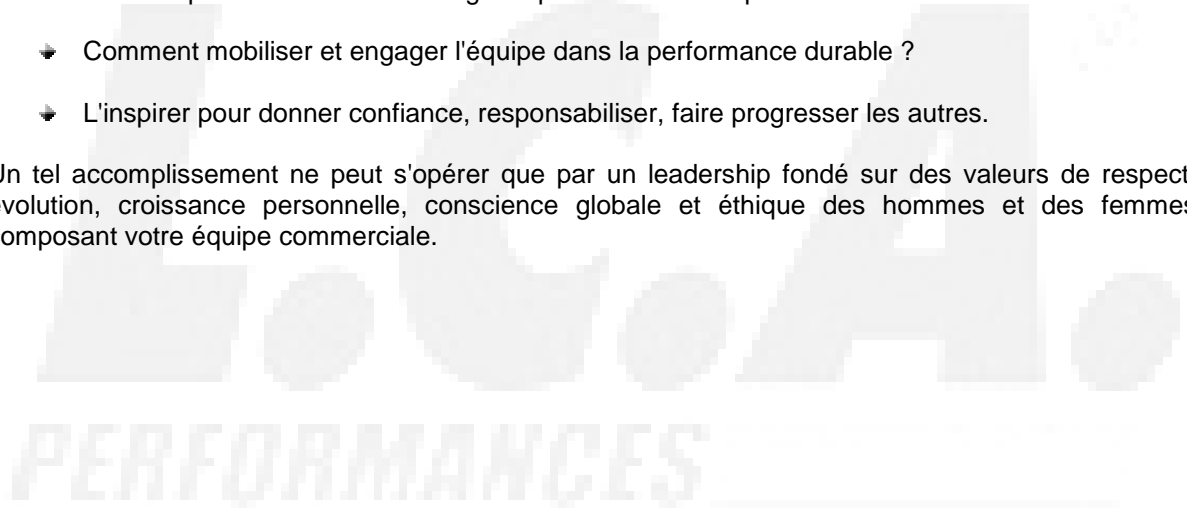 Comment mobiliser et engager l'équipe dans la performance durable ?
L'inspirer pour donner confiance, responsabiliser, faire progresser les autres.
Un tel accomplissement ne peut s'opérer que par un leadership fondé sur des valeurs de respect
évolution, croissance personnelle, conscience globale et éthique des hommes et des femmes
composant votre équipe commerciale.
L.C.A.
PERFORMANCES